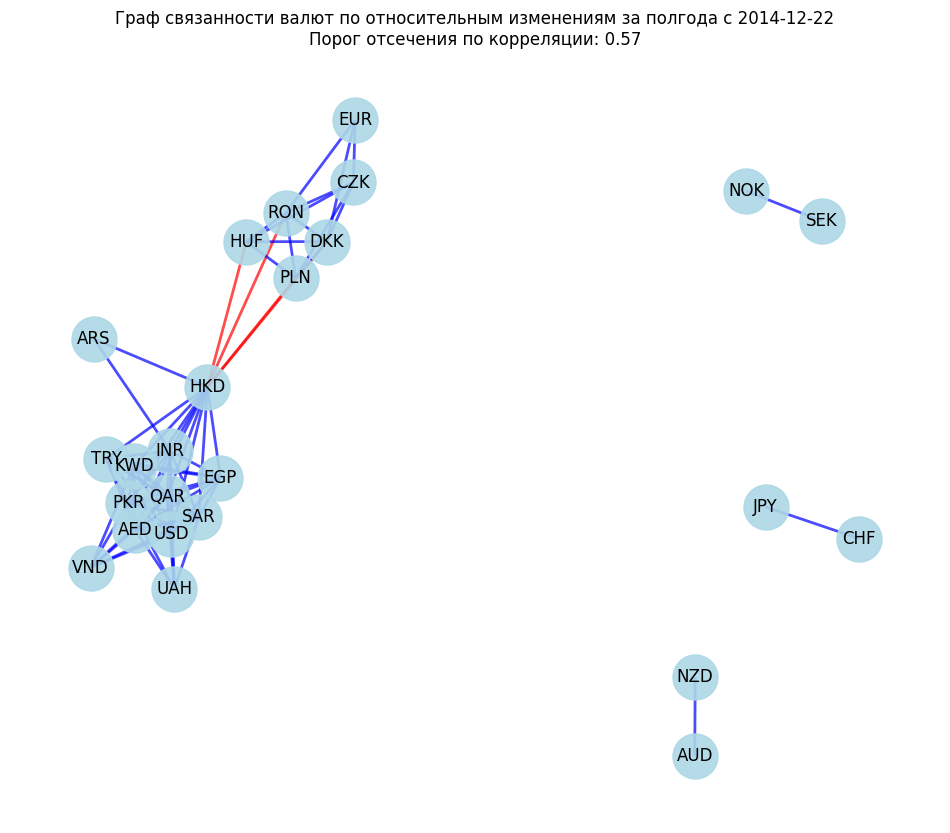 Граф связанности валют по относительным изменениям за полгода с 2014-12-22
Порог отсечения по корреляции: 0.57
EUR
CZK
NOK
RON
SEK
HUF
DKK
PLN
ARS
HKD
INR
TRY
KWD
EGP
QAR
PKR
JPY
SAR
AED
USD
CHF
VND
UAH
NZD
AUD